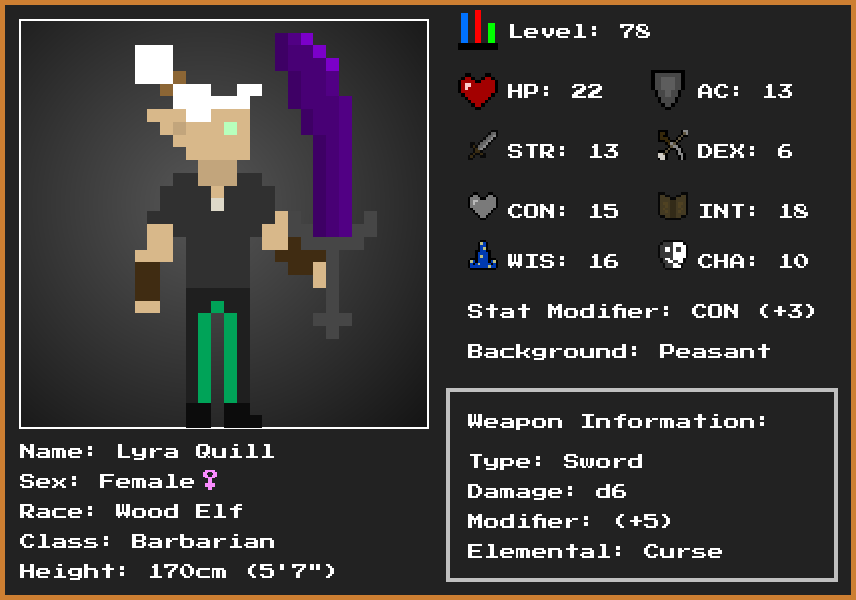 Level: 78
HP: 22
AC: 13
STR: 13
DEX: 6
CON: 15
INT: 18
WIS: 16
CHA: 10
Stat Modifier: CON (+3)
Background: Peasant
Weapon Information:
Type: Sword
Damage: d6
Modifier: (+5)
Elemental: Curse
Name: Lyra Quill
Sex: Female♀
Race: Wood Elf
Class: Barbarian
Height: 170cm (5'7")